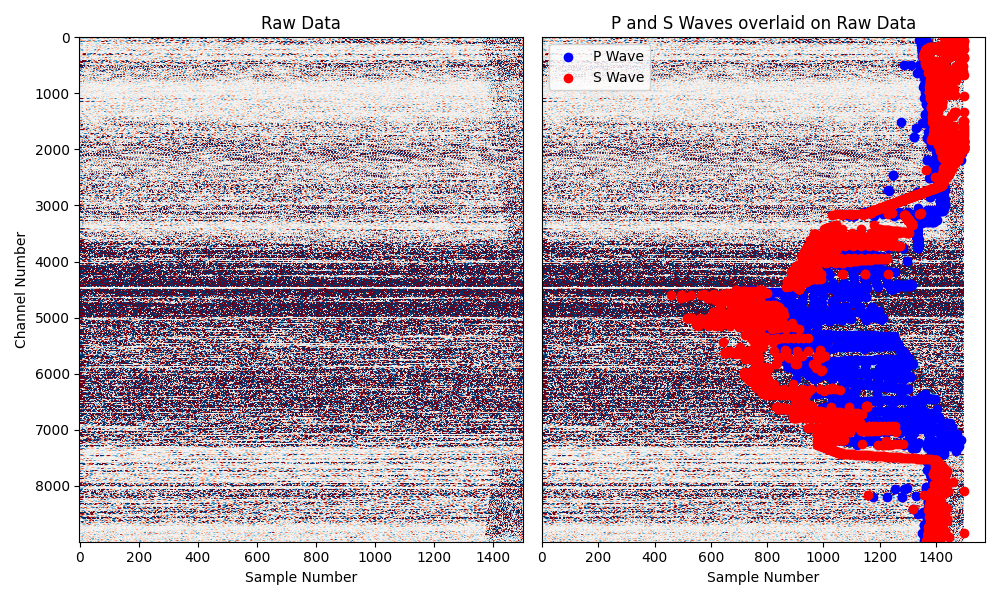 Raw Data
P and S Waves overlaid on Raw Data
P Wave
S Wave
Channel Number
0
1000
2000
3000
4000
5000
6000
7000
8000
0 200 400 600 800 1000 1200 1400
0 200 400 600 800 1000 1200 1400
Sample Number
Sample Number